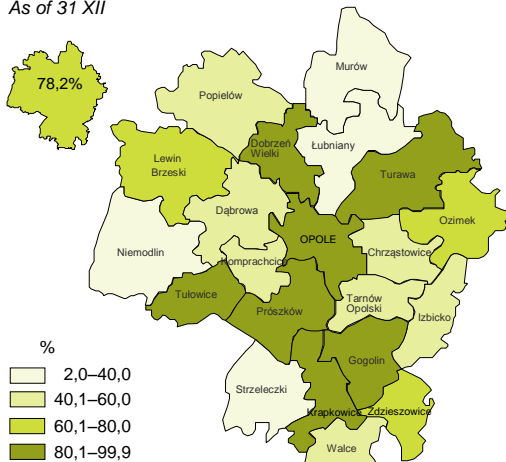 As of 31 XII
78,2%
Murów
Popielów
Dobrzeń
Wielki
Łubniany
Lewin
Brzeski
Turawa
Dąbrowa
Ozimek
OPOLE
Niemodlin
Komprachcice
Chrząstowice
Tułowice
Prószków
Tarnów
Opolski
Izbicko
Gogolin
Strzeleczki
Krapkowice
Zdzieszowice
Walce
%
2,0–40,0
40,1–60,0
60,1–80,0
80,1–99,9